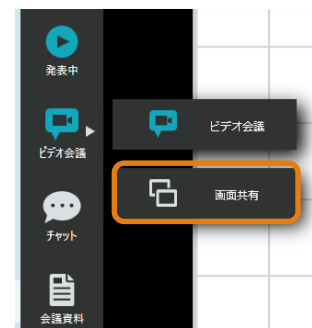 発表中
ビデオ会議
ビデオ会議
画面共有
チャット
会議資料